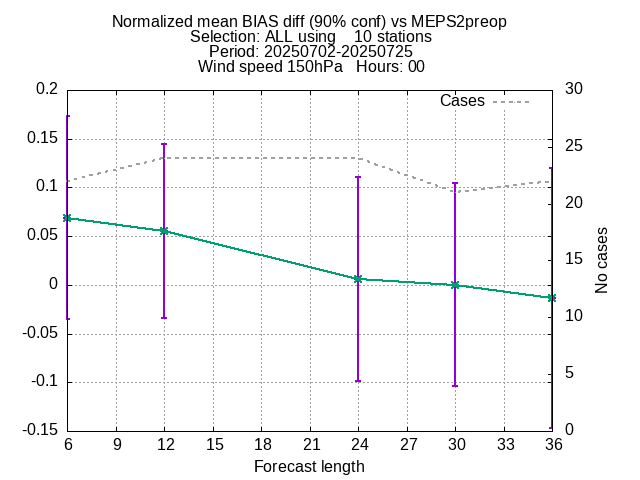 Normalized mean BIAS diff (90% conf) vs MEPS2preop
Selection: ALL using    10 stations
Period: 20250702-20250725
Wind speed 150hPa   Hours: 00
Cases
0.2
0.15
0.1
0.05
0
-0.05
-0.1
-0.15
30
25
20
15
10
5
0
No cases
6 9 12 15 18 21 24 27 30 33 36
Forecast length